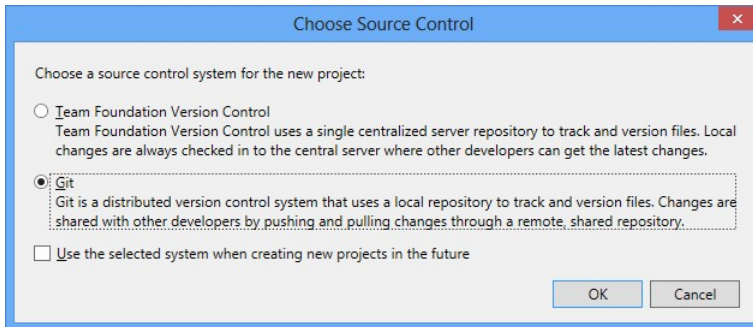 Choose Source Control
Choose a source control system for the new project:
Team Foundation Version Control
Team Foundation Version Control uses a single centralized server repository to track and version files. Local
changes are always checked in to the central server where other developers can get the latest changes.
Git
Git is a distributed version control system that uses a local repository to track and version files. Changes are
shared with other developers by pushing and pulling changes through a remote, shared repository.
Use the selected system when creating new projects in the future
OK Cancel